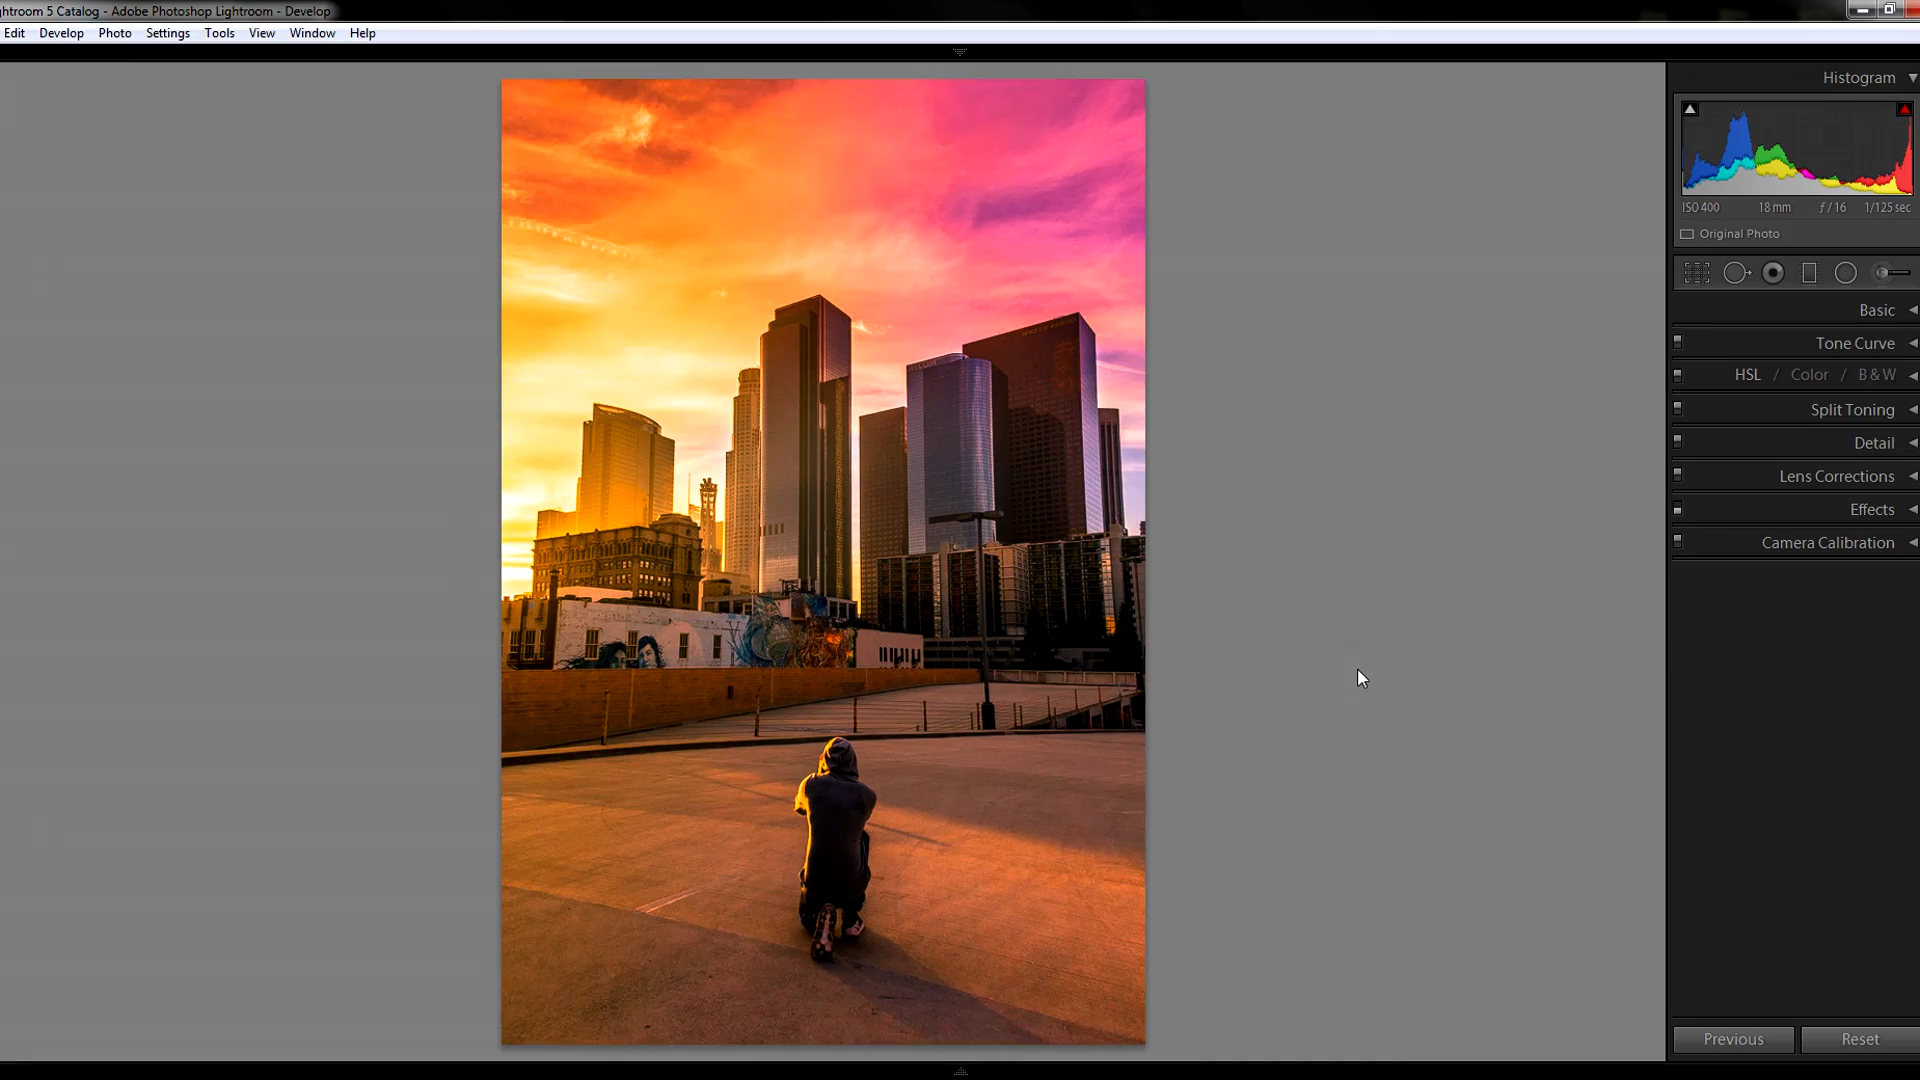 ghtroom 5 Catalog - Adobe Photoshop Lightroom - Develop
Edit Develop Photo Settings Tools View Window Help
Histogram
ISO 400 18 mm ƒ / 16 1/125 sec
Original Photo
Basic
Tone Curve
HSL / Color / B & W
Split Toning
Detail
Lens Corrections
Effects
Camera Calibration
Previous Reset